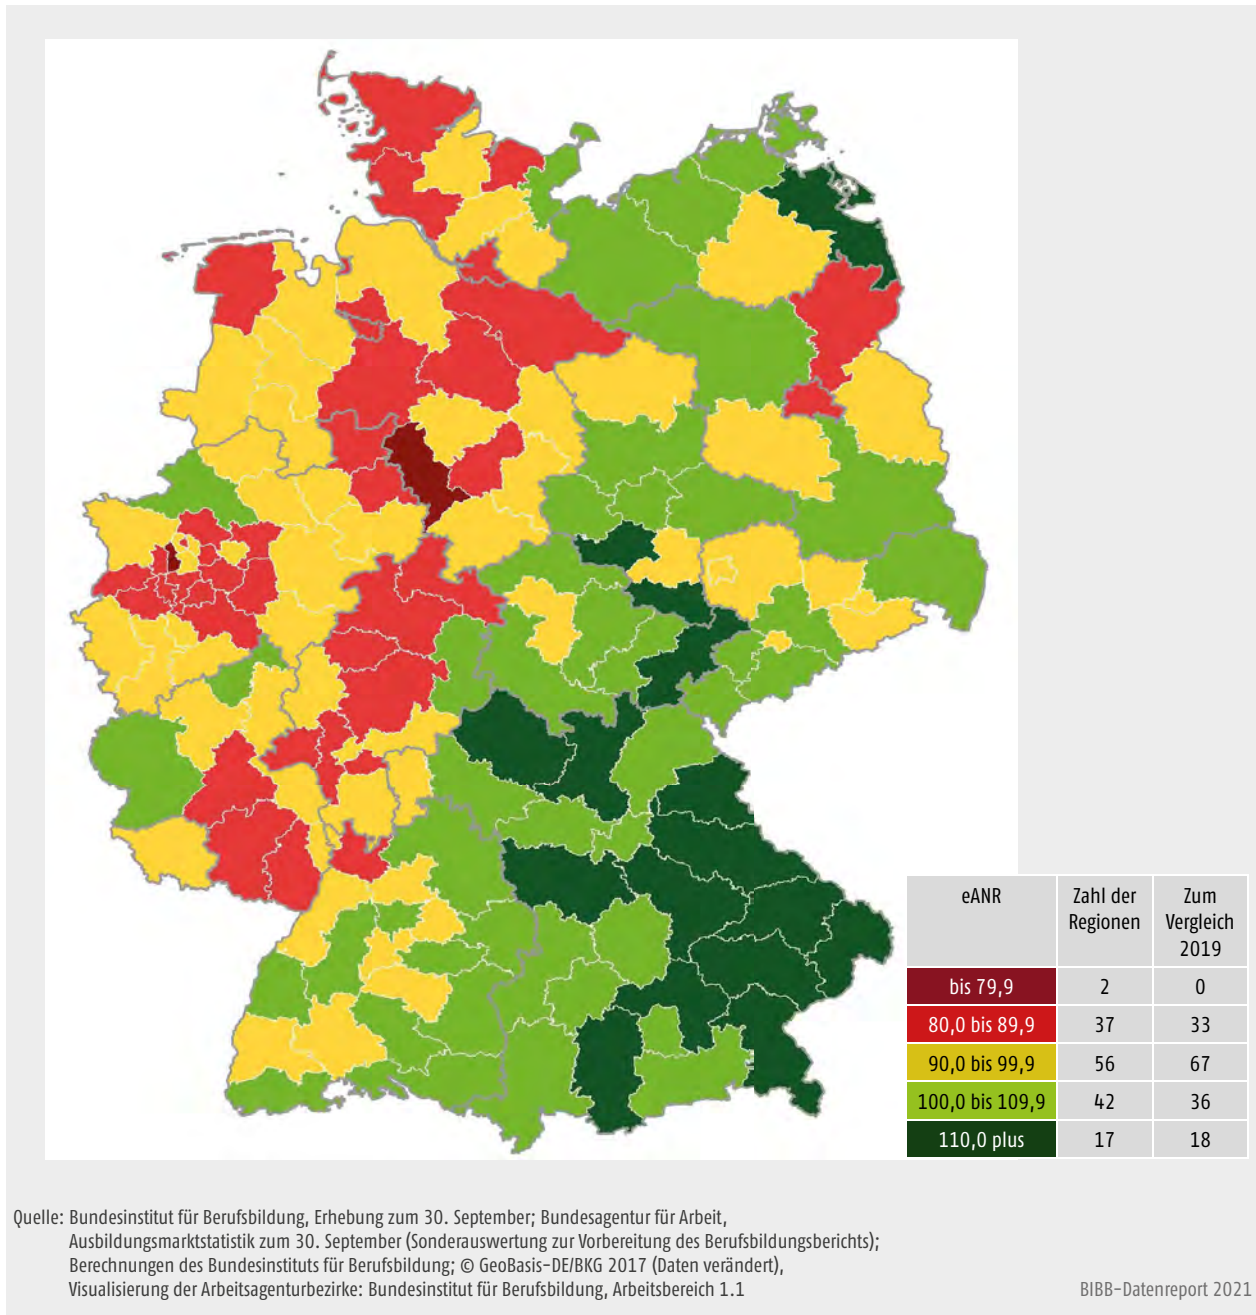 eANR Zahl der Regionen Zum Vergleich 2019
bis 79,9 2 0
80,0 bis 89,9 37 33
90,0 bis 99,9 56 67
100,0 bis 109,9 42 36
110,0 plus 17 18
Quelle: Bundesinstitut für Berufsbildung, Erhebung zum 30. September; Bundesagentur für Arbeit,
Ausbildungsmarktstatistik zum 30. September (Sonderauswertung zur Vorbereitung des Berufsbildungsberichts);
Berechnungen des Bundesinstituts für Berufsbildung; © GeoBasis-DE/BKG 2017 (Daten verändert),
Visualisierung der Arbeitsagenturbezirke: Bundesinstitut für Berufsbildung, Arbeitsbereich 1.1
BIBB-Datenreport 2021